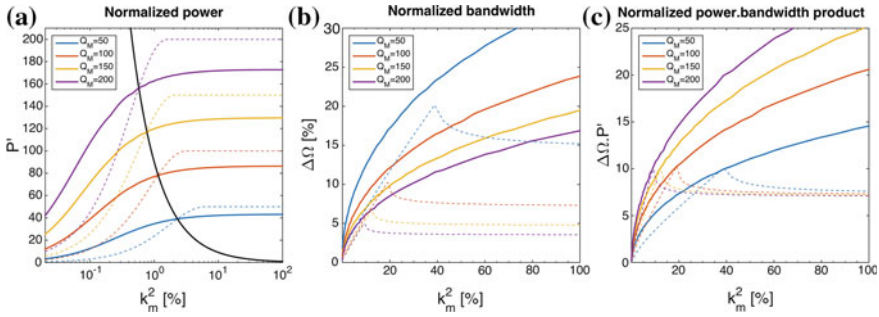 (a) Normalized power
P'
200
180
160
140
120
100
80
60
40
20
0
Q_M=50
Q_M=100
Q_M=150
Q_M=200
10^-1 10^0 10^1 10^2
k_m^2 [%]
(b) Normalized bandwidth
ΔΩ [%]
30
25
20
15
10
5
0
Q_M=50
Q_M=100
Q_M=150
Q_M=200
20 40 60 80 100
k_m^2 [%]
(c) Normalized power.bandwidth product
ΔΩ.P'
25
20
15
10
5
0
Q_M=50
Q_M=100
Q_M=150
Q_M=200
20 40 60 80 100
k_m^2 [%]